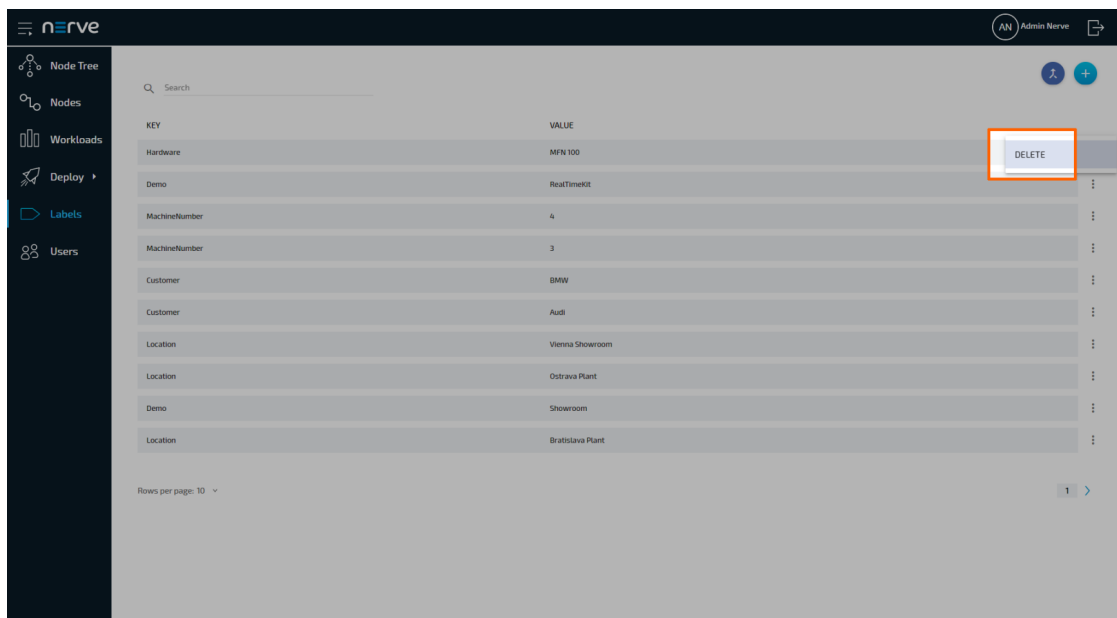 nerve
AN Admin Nerve
Node Tree
Nodes
Workloads
Deploy
Labels
Users
Search
KEY VALUE
Hardware MFN 100
DELETE
Demo RealTimeKit
MachineNumber 4
MachineNumber 3
Customer BMW
Customer Audi
Location Vienna Showroom
Location Ostrava Plant
Demo Showroom
Location Bratislava Plant
Rows per page: 10
1